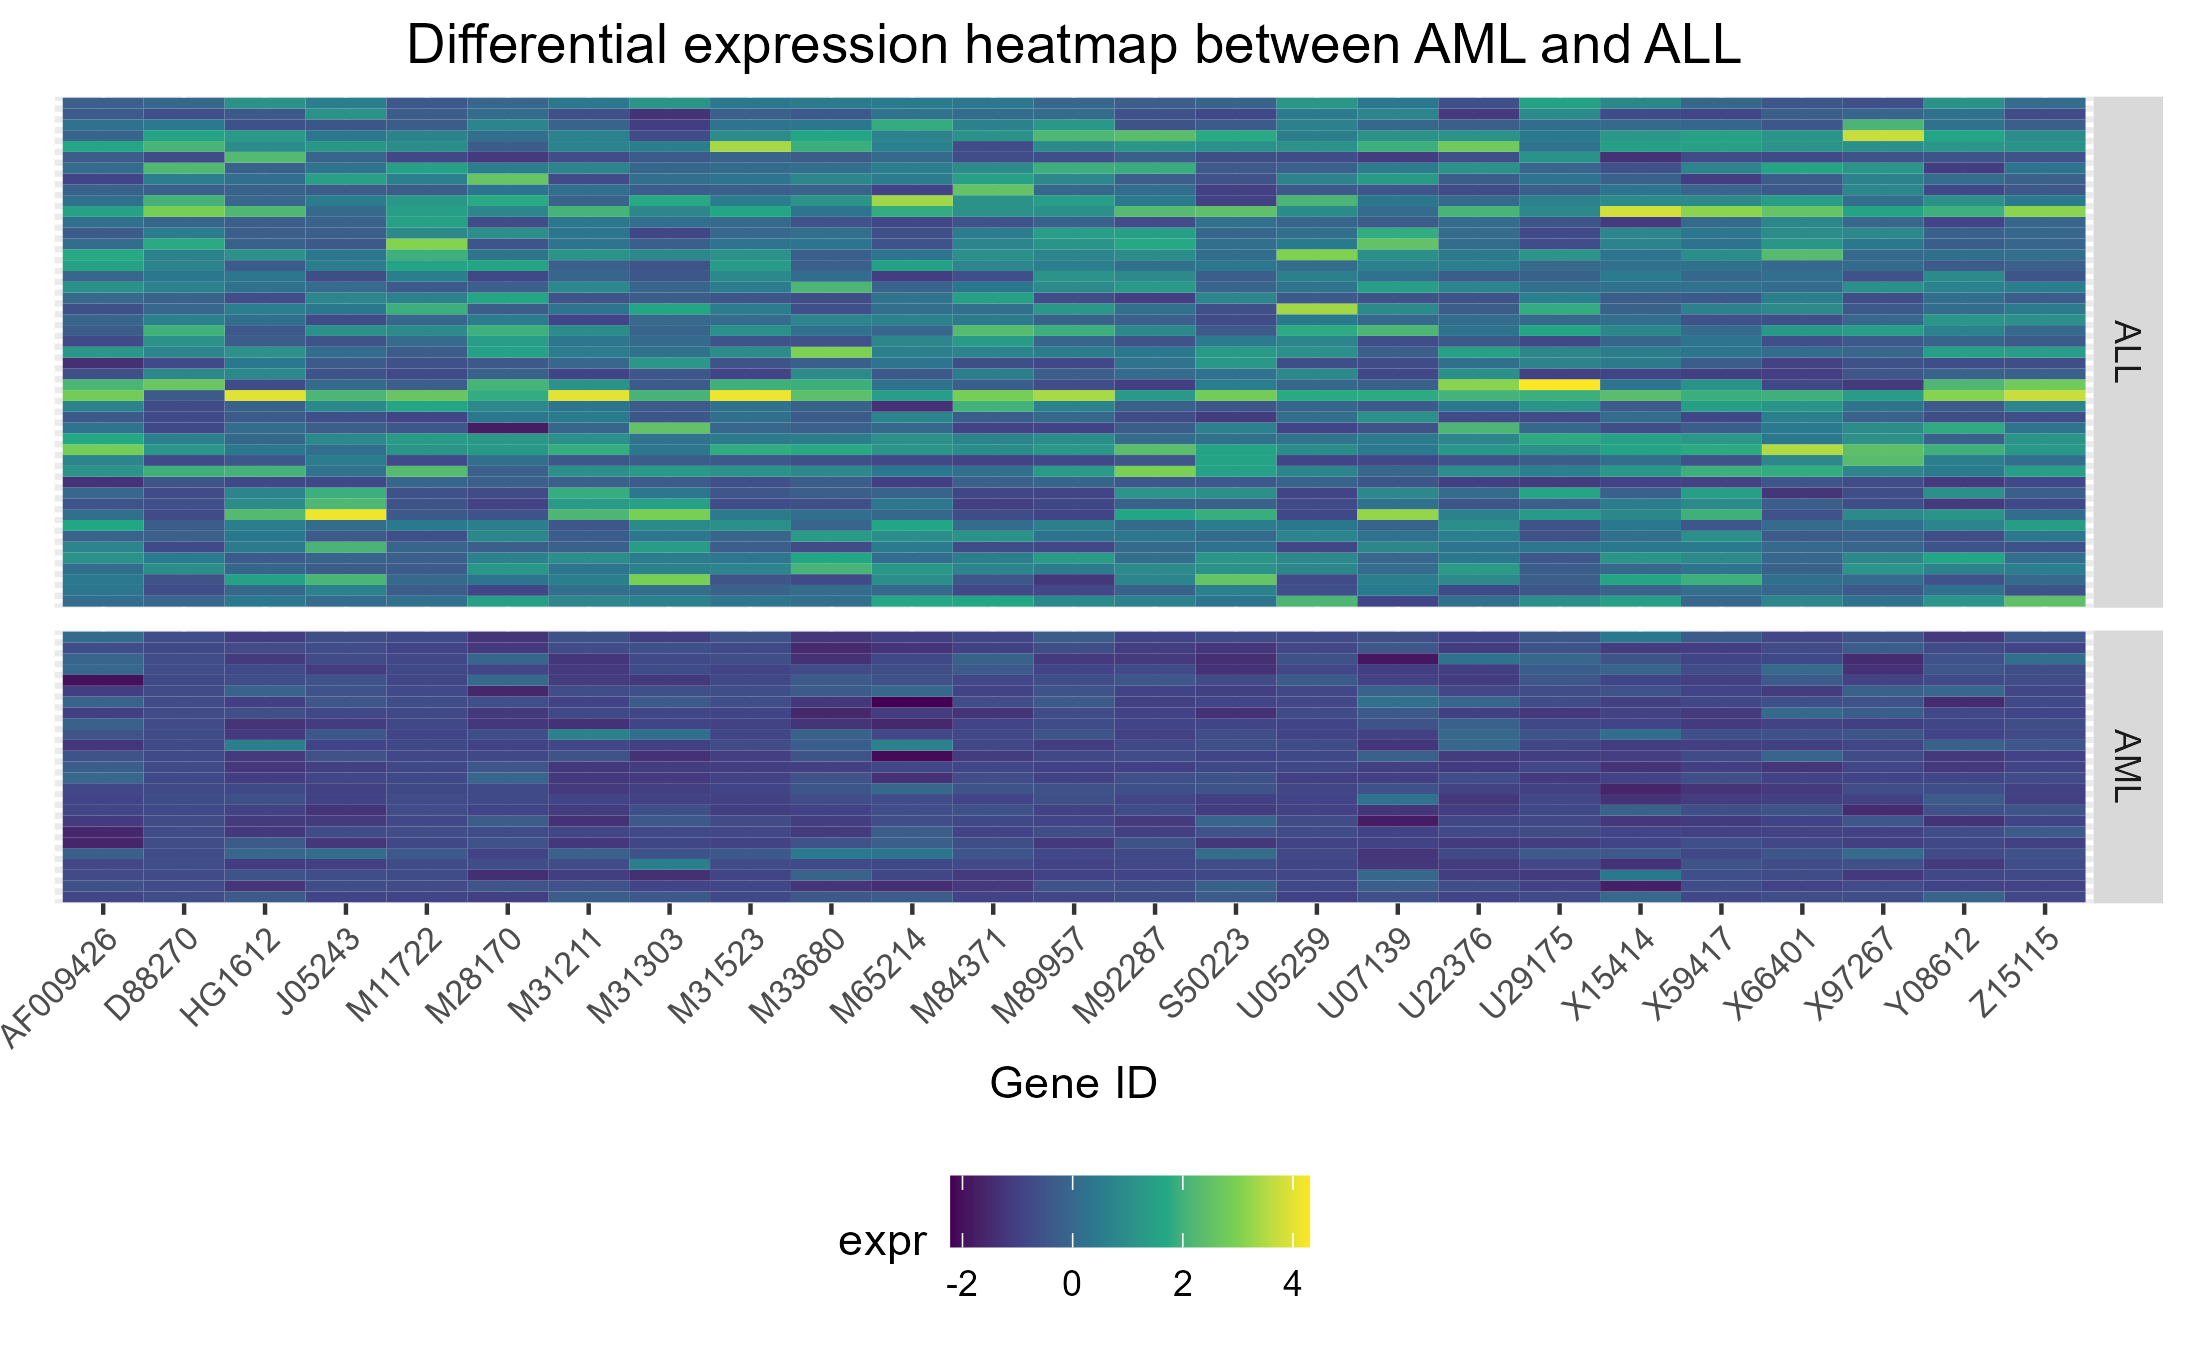 Differential expression heatmap between AML and ALL
ALL
AML
AF009426
D88270
HG1612
J05243
M11722
M28170
M31211
M31303
M31523
M33680
M65214
M84371
M89957
M92287
S50223
U05259
U07139
U22376
U29175
X15414
X59417
X66401
X97267
Y08612
Z15115
Gene ID
expr
-2 0 2 4